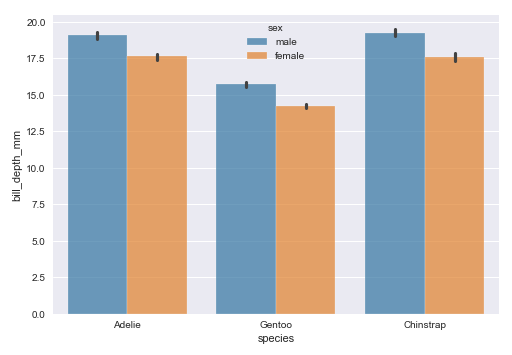 20.0
17.5
15.0
12.5
10.0
7.5
5.0
2.5
0.0
bill_depth_mm
sex
male
female
Adelie
Gentoo
Chinstrap
species